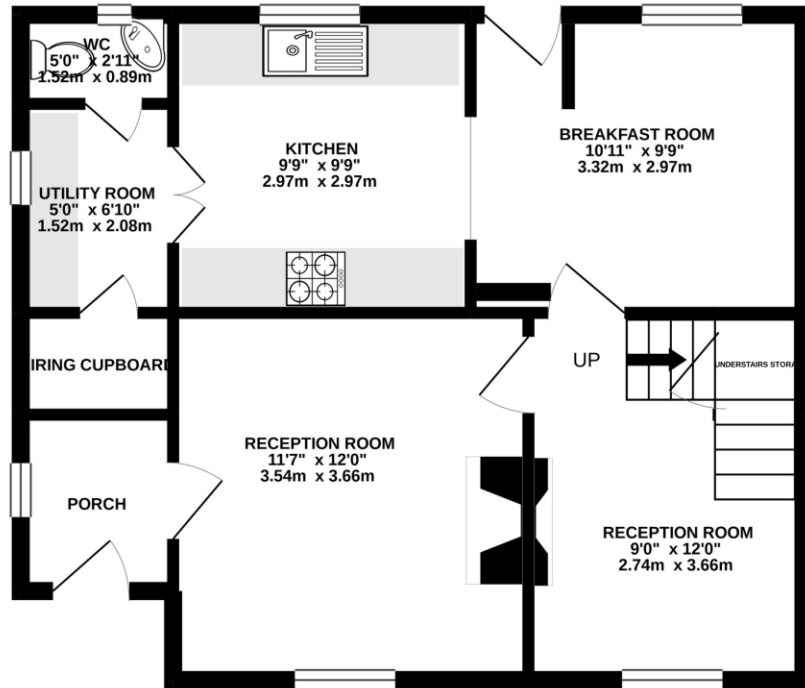 WC
5'0" x 2'11"
1.52m x 0.89m
KITCHEN
9'9" x 9'9"
2.97m x 2.97m
BREAKFAST ROOM
10'11" x 9'9"
3.32m x 2.97m
UTILITY ROOM
5'0" x 6'10"
1.52m x 2.08m
IRING CUPBOARD
UP
UNDERSTAIRS STORA
RECEPTION ROOM
11'7" x 12'0"
3.54m x 3.66m
PORCH
RECEPTION ROOM
9'0" x 12'0"
2.74m x 3.66m